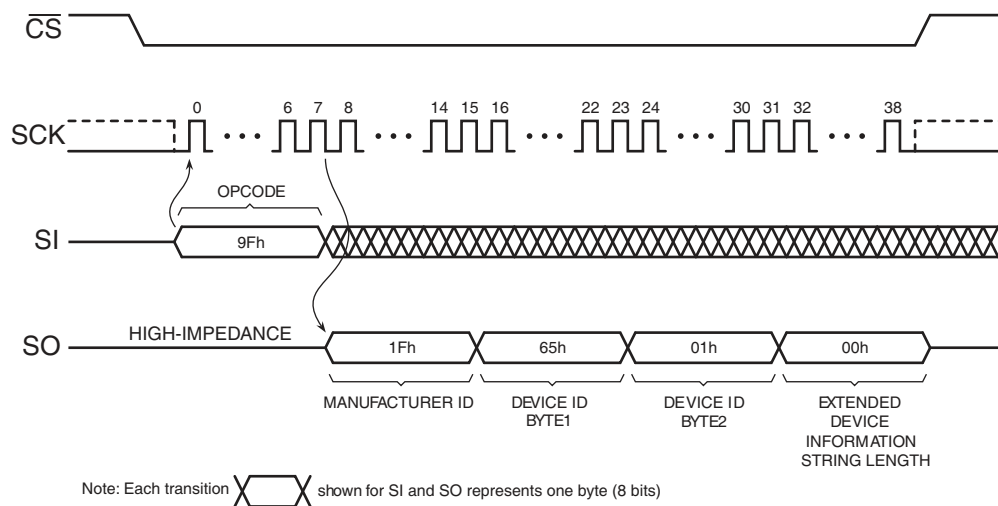 CS
SCK
0 6 7 8 14 15 16 22 23 24 30 31 32 38
OPCODE
SI
9Fh
HIGH-IMPEDANCE
SO
1Fh 65h 01h 00h
MANUFACTURER ID
DEVICE ID
BYTE1
DEVICE ID
BYTE2
EXTENDED
DEVICE
INFORMATION
STRING LENGTH
Note: Each transition shown for SI and SO represents one byte (8 bits)